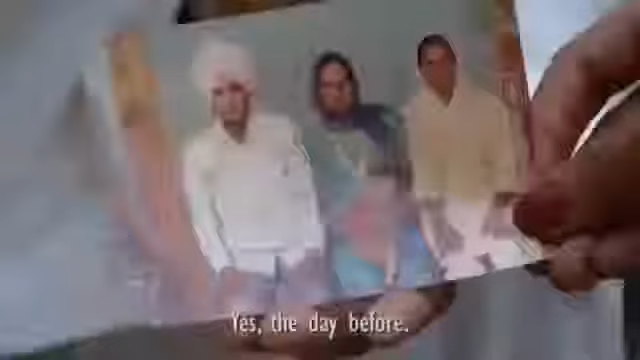 Yes, the day before.